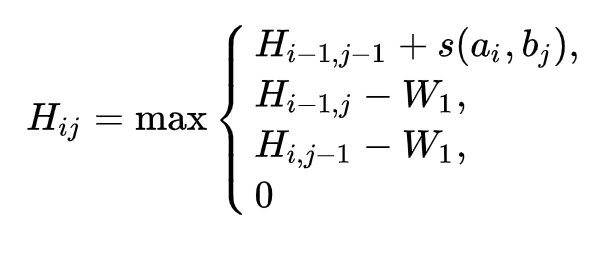 H_{ij} = max {
H_{i−1,j−1} + s(a_i, b_j),
H_{i−1,j} − W_1,
H_{i,j−1} − W_1,
0